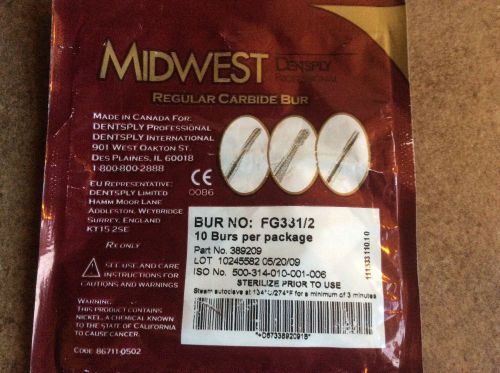 MIDWEST
DENTSPLY
PROFESSIONAL
REGULAR CARBIDE BUR
MADE IN CANADA FOR:
DENTSPLY PROFESSIONAL
DENTSPLY INTERNATIONAL
901 WEST OAKTON ST.
DES PLAINES, IL 60018
1-800-800-2888
EU REPRESENTATIVE:
DENTSPLY LIMITED
HAMM MOOR LANE
ADDLESTON, WEYBRIDGE
SURREY, ENGLAND
KT15 2SE
RX ONLY
SEE USE AND CARE
INSTRUCTIONS FOR
CAUTIONS AND WARNINGS
WARNING:
THIS PRODUCT CONTAINS
NICKEL, A CHEMICAL KNOWN
TO THE STATE OF CALIFORNIA
TO CAUSE CANCER.
CODE 86711-0502
CE
0086
BUR NO: FG331/2
10 Burs per package
Part No. 389209
LOT 10245582 05/20/09
ISO No. 500-314-010-001-006
STERILIZE PRIOR TO USE
Steam autoclave at 134°C/274°F for a minimum of 3 minutes